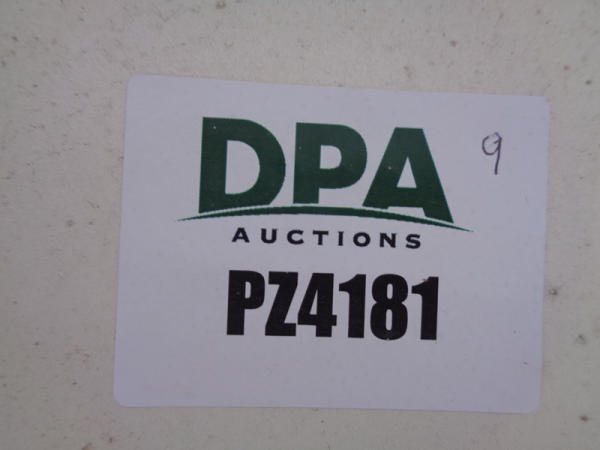 DPA
9
AUCTIONS
PZ4181